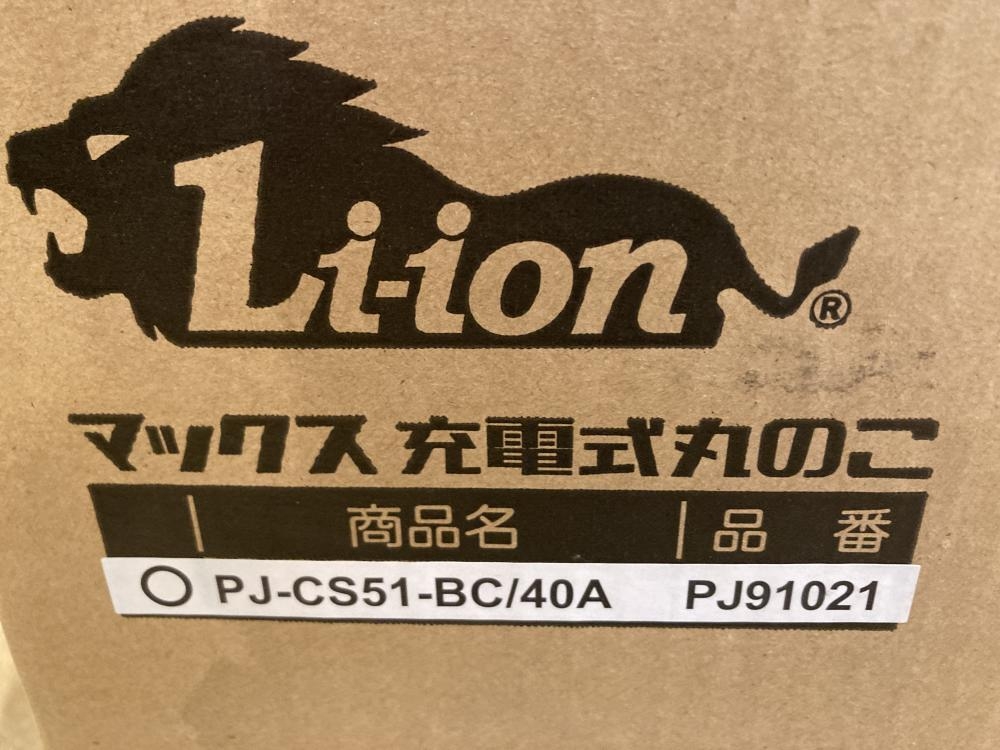 Li-ion®
マックス 充電式丸のこ
商品名 品番
○ PJ-CS51-BC/40A PJ91021